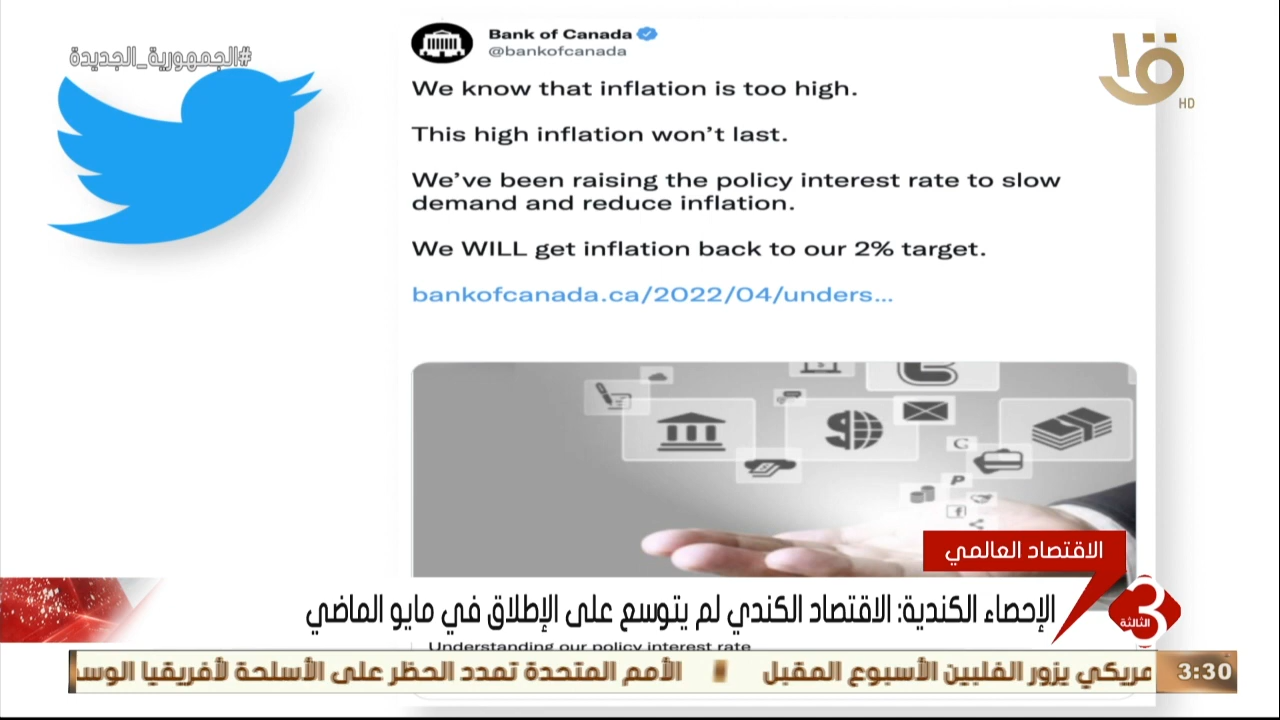 #الجمهورية_الجديدة
Bank of Canada
@bankofcanada
HD
We know that inflation is too high.
This high inflation won’t last.
We’ve been raising the policy interest rate to slow
demand and reduce inflation.
We WILL get inflation back to our 2% target.
bankofcanada.ca/2022/04/unders...
الاقتصاد العالمي
الإحصاء الكندية: الاقتصاد الكندي لم يتوسع على الإطلاق في مايو الماضي
3
الثالثة
Understanding our policy interest rate
3:30
مريكي يزور الفلبين الأسبوع المقبل
الأمم المتحدة تمدد الحظر على الأسلحة لأفريقيا الوسـ